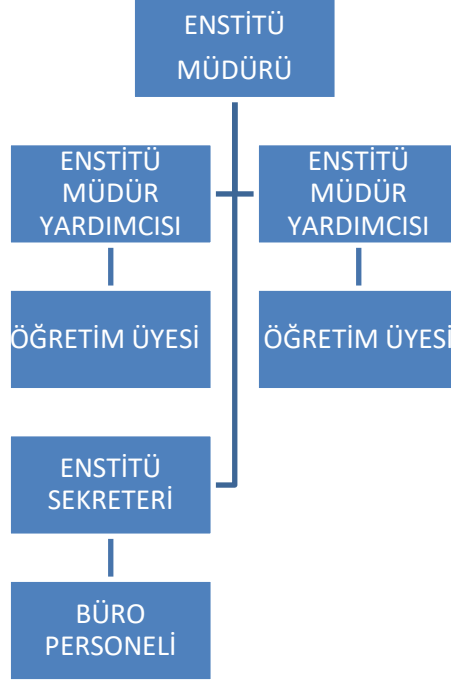 ENSTİTÜ
MÜDÜRÜ
ENSTİTÜ
MÜDÜR
YARDIMCISI
ENSTİTÜ
MÜDÜR
YARDIMCISI
ÖĞRETİM ÜYESİ
ÖĞRETİM ÜYESİ
ENSTİTÜ
SEKRETERİ
BÜRO
PERSONELİ